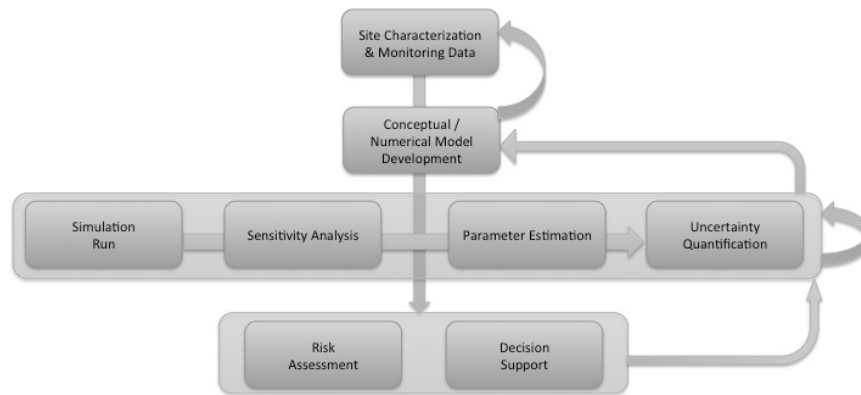 Site Characterization
& Monitoring Data
Conceptual /
Numerical Model
Development
Simulation
Run
Sensitivity Analysis
Parameter Estimation
Uncertainty
Quantification
Risk
Assessment
Decision
Support